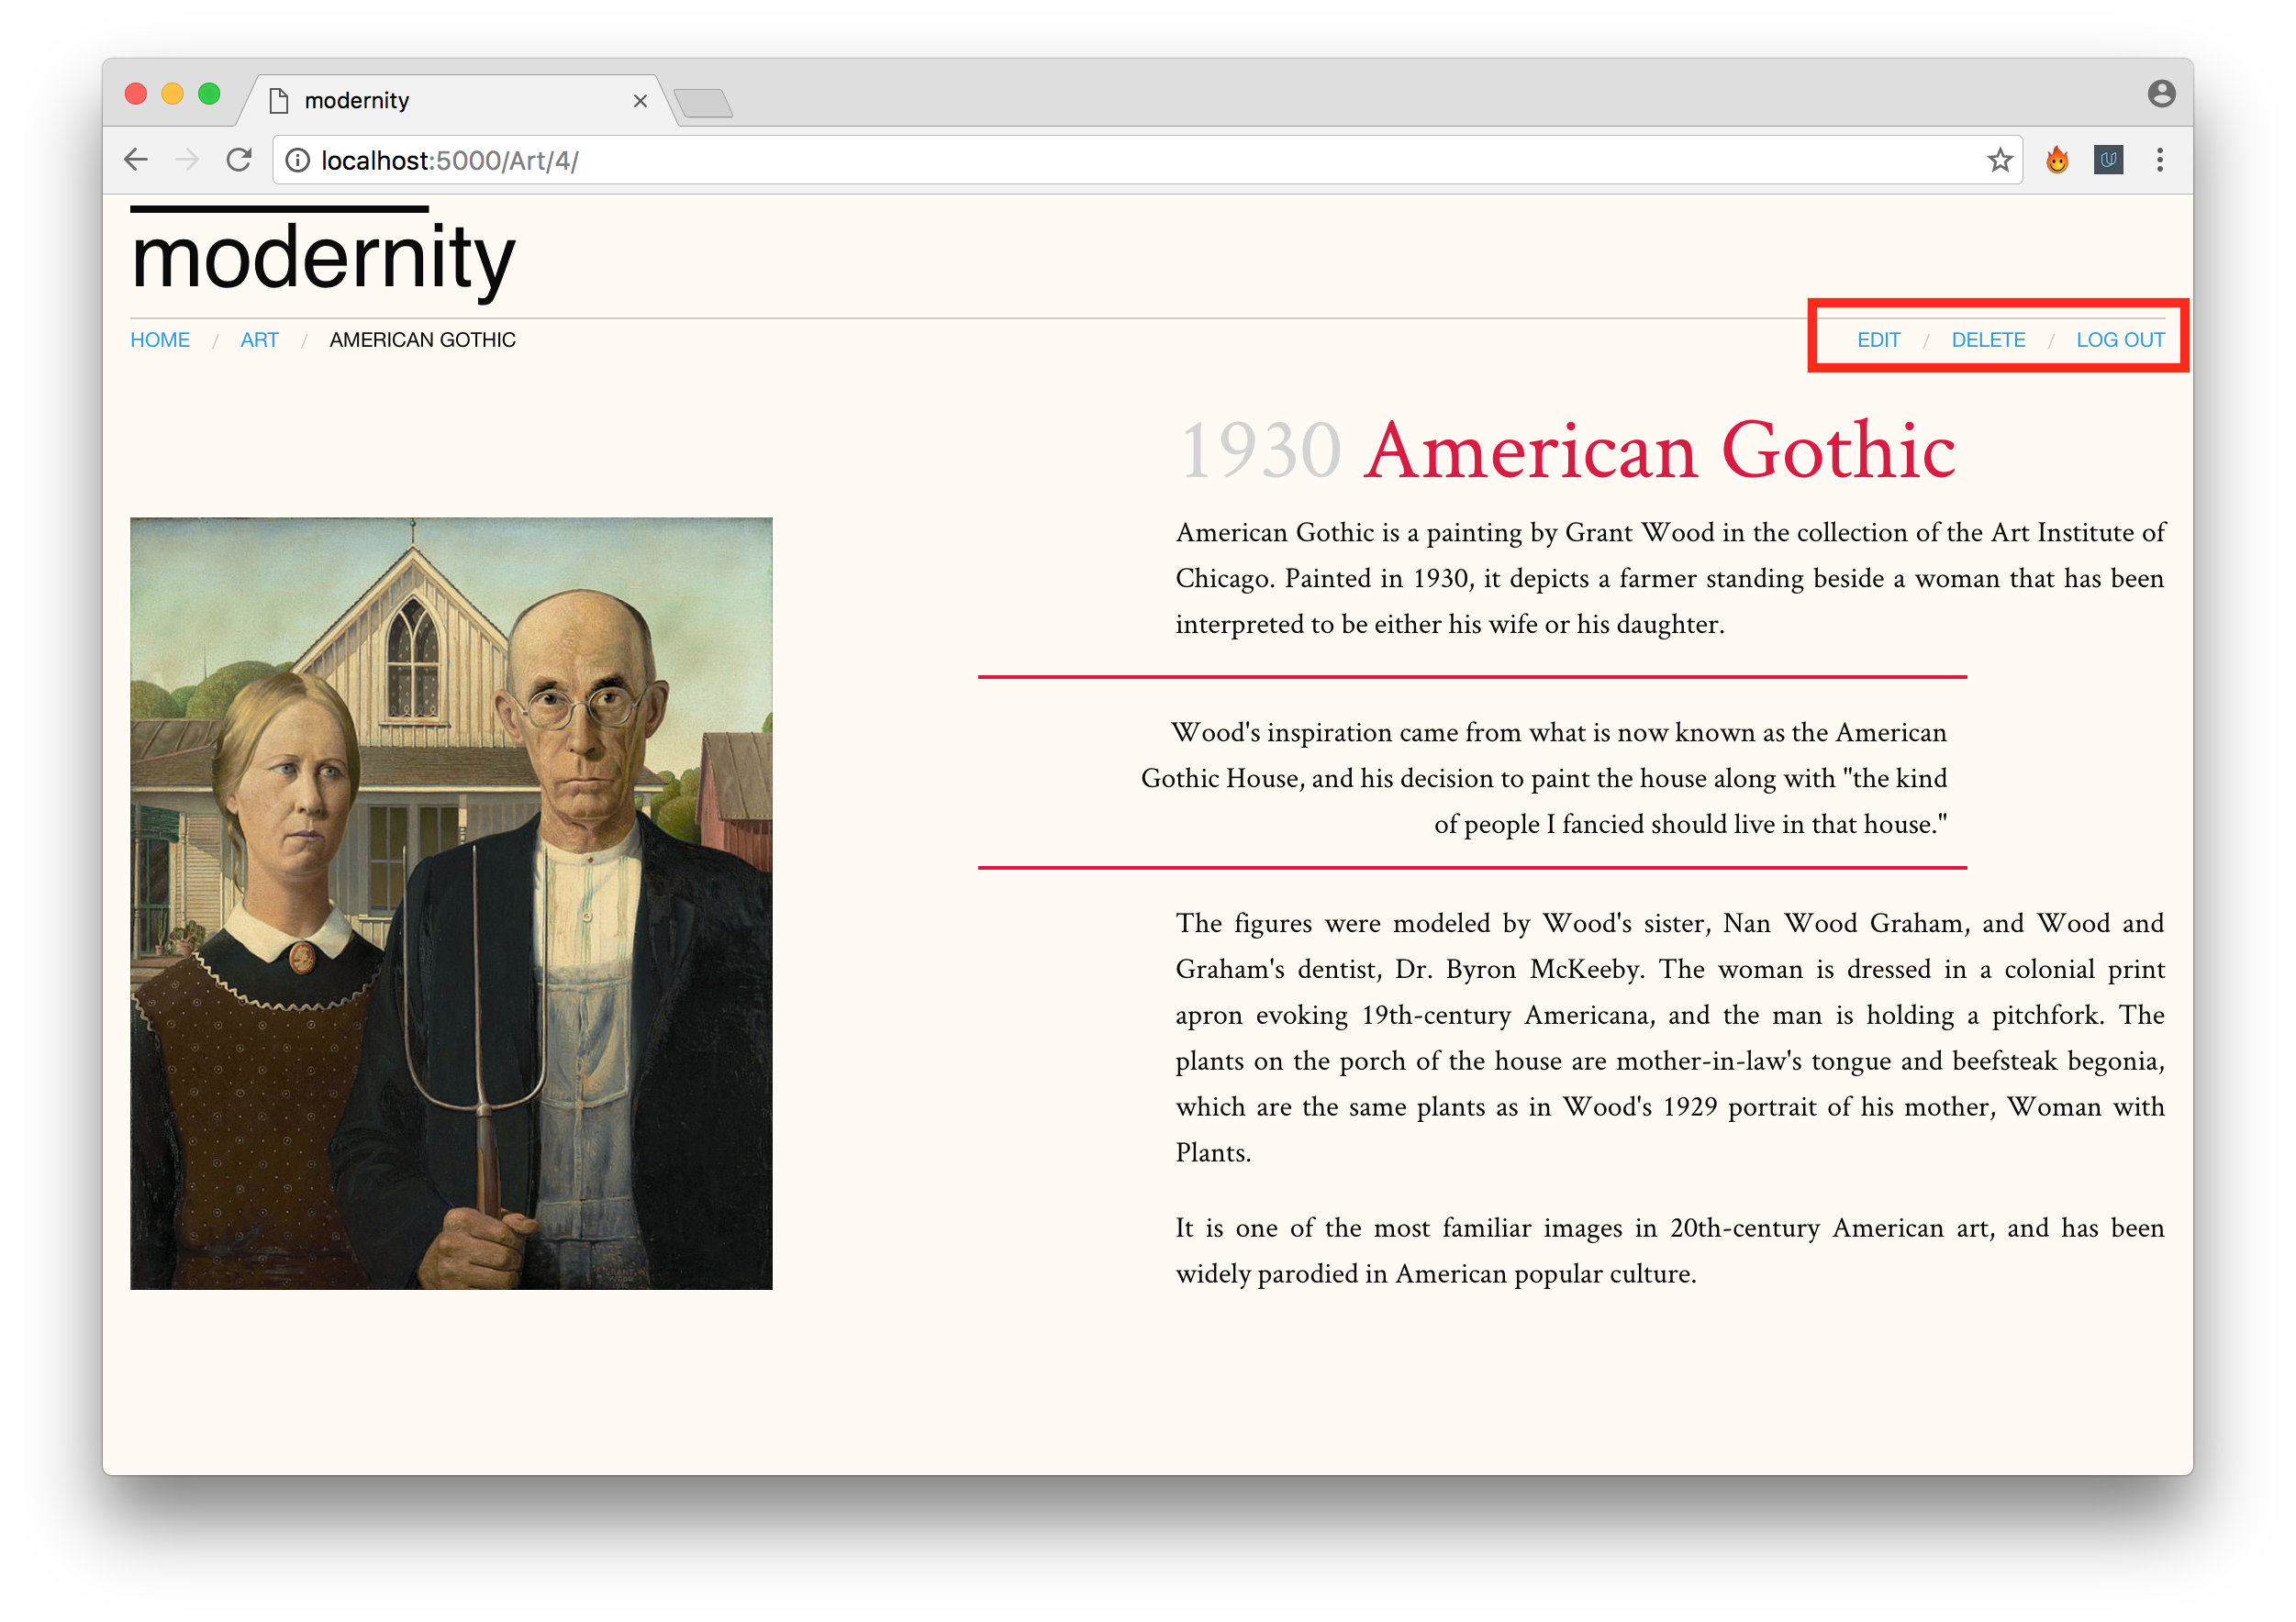 modernity
localhost:5000/Art/4/
modernity
HOME / ART / AMERICAN GOTHIC
EDIT / DELETE / LOG OUT
1930 American Gothic
American Gothic is a painting by Grant Wood in the collection of the Art Institute of
Chicago. Painted in 1930, it depicts a farmer standing beside a woman that has been
interpreted to be either his wife or his daughter.
Wood's inspiration came from what is now known as the American
Gothic House, and his decision to paint the house along with "the kind
of people I fancied should live in that house."
The figures were modeled by Wood's sister, Nan Wood Graham, and Wood and
Graham's dentist, Dr. Byron McKeeby. The woman is dressed in a colonial print
apron evoking 19th-century Americana, and the man is holding a pitchfork. The
plants on the porch of the house are mother-in-law's tongue and beefsteak begonia,
which are the same plants as in Wood's 1929 portrait of his mother, Woman with
Plants.
It is one of the most familiar images in 20th-century American art, and has been
widely parodied in American popular culture.